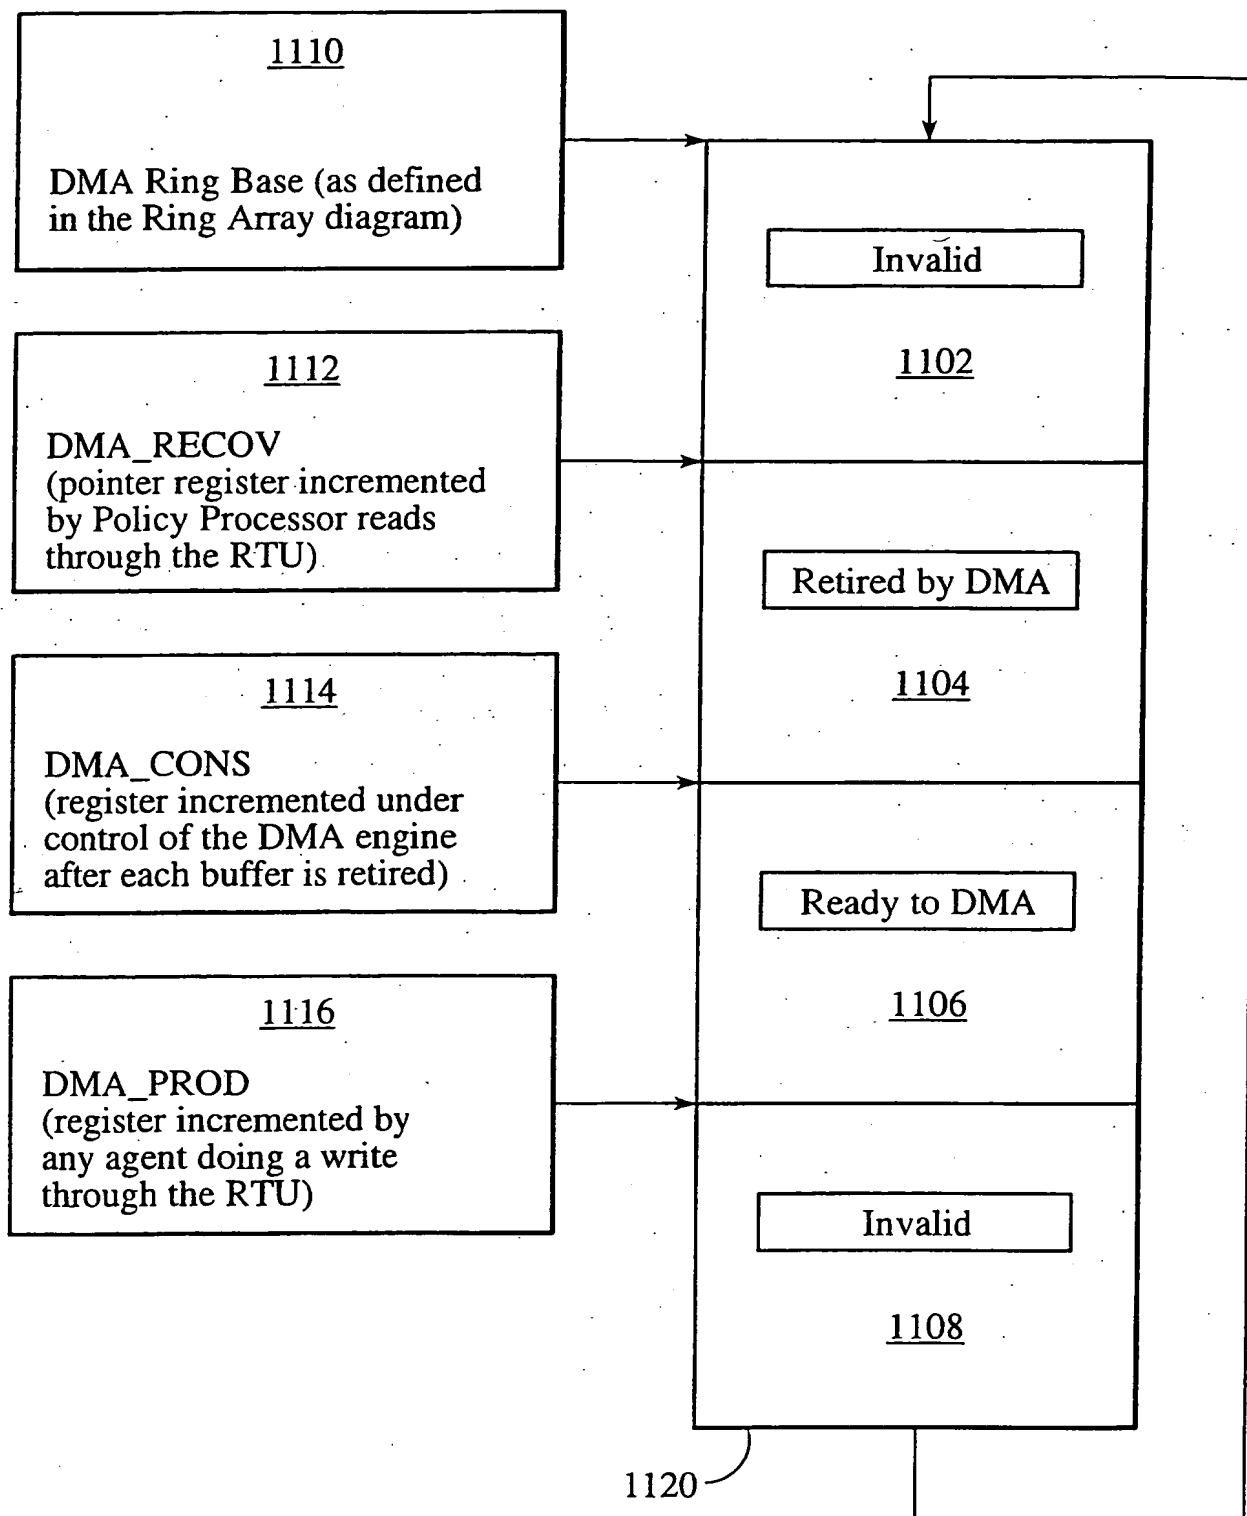 1110
DMA Ring Base (as defined
in the Ring Array diagram)
1112
DMA_RECOV
(pointer register incremented
by Policy Processor reads
through the RTU)
1114
DMA_CONS
(register incremented under
control of the DMA engine
after each buffer is retired)
1116
DMA_PROD
(register incremented by
any agent doing a write
through the RTU)
Invalid
1102
Retired by DMA
1104
Ready to DMA
1106
Invalid
1108
1120